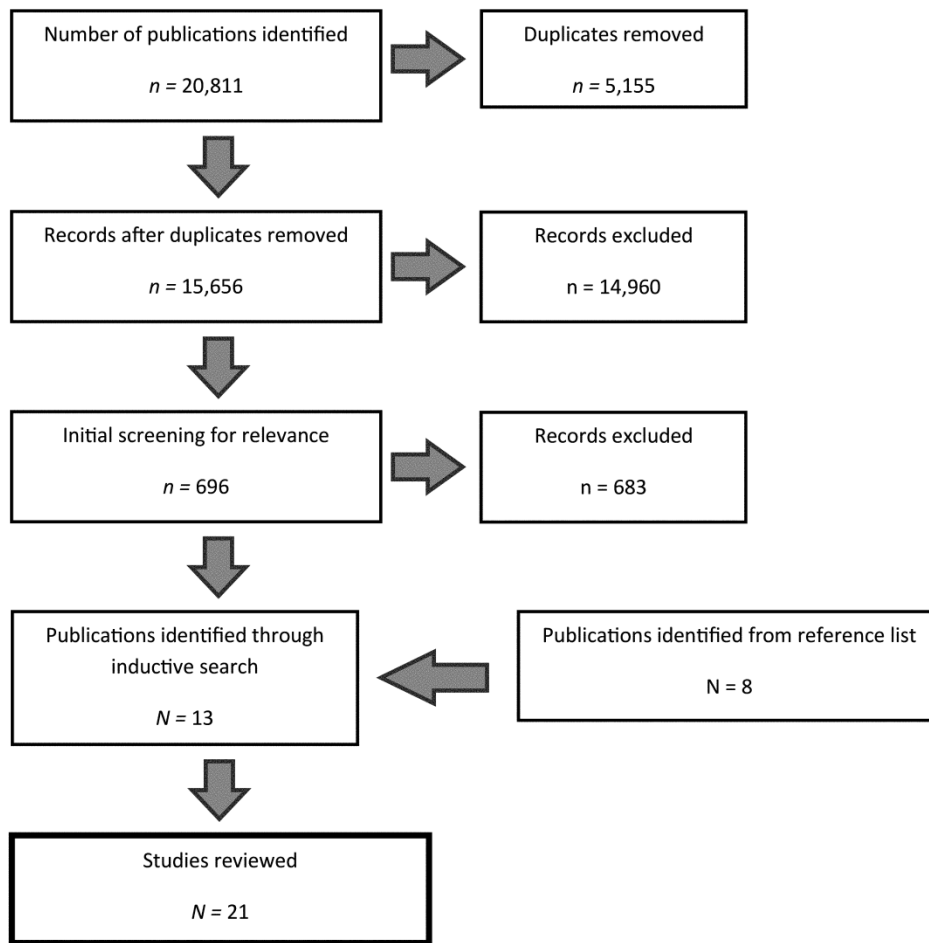 Number of publications identified
n = 20,811
Duplicates removed
n = 5,155
Records after duplicates removed
n = 15,656
Records excluded
n = 14,960
Initial screening for relevance
n = 696
Records excluded
n = 683
Publications identified through
inductive search
N = 13
Publications identified from reference list
N = 8
Studies reviewed
N = 21